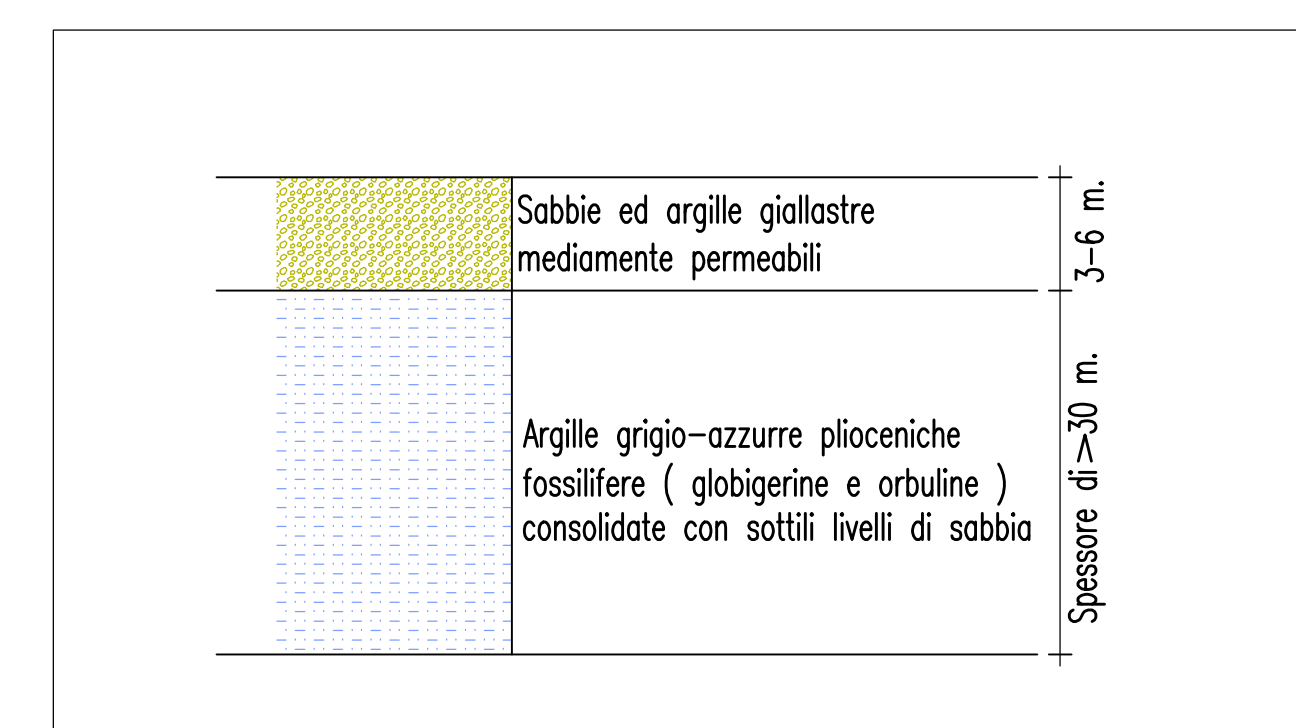 Sabbie ed argille giallastre
mediamente permeabili
3-6 m.
Argille grigio-azzurre plioceniche
fossilifere ( globigerine e orbuline )
consolidate con sottili livelli di sabbia
Spessore di >30 m.